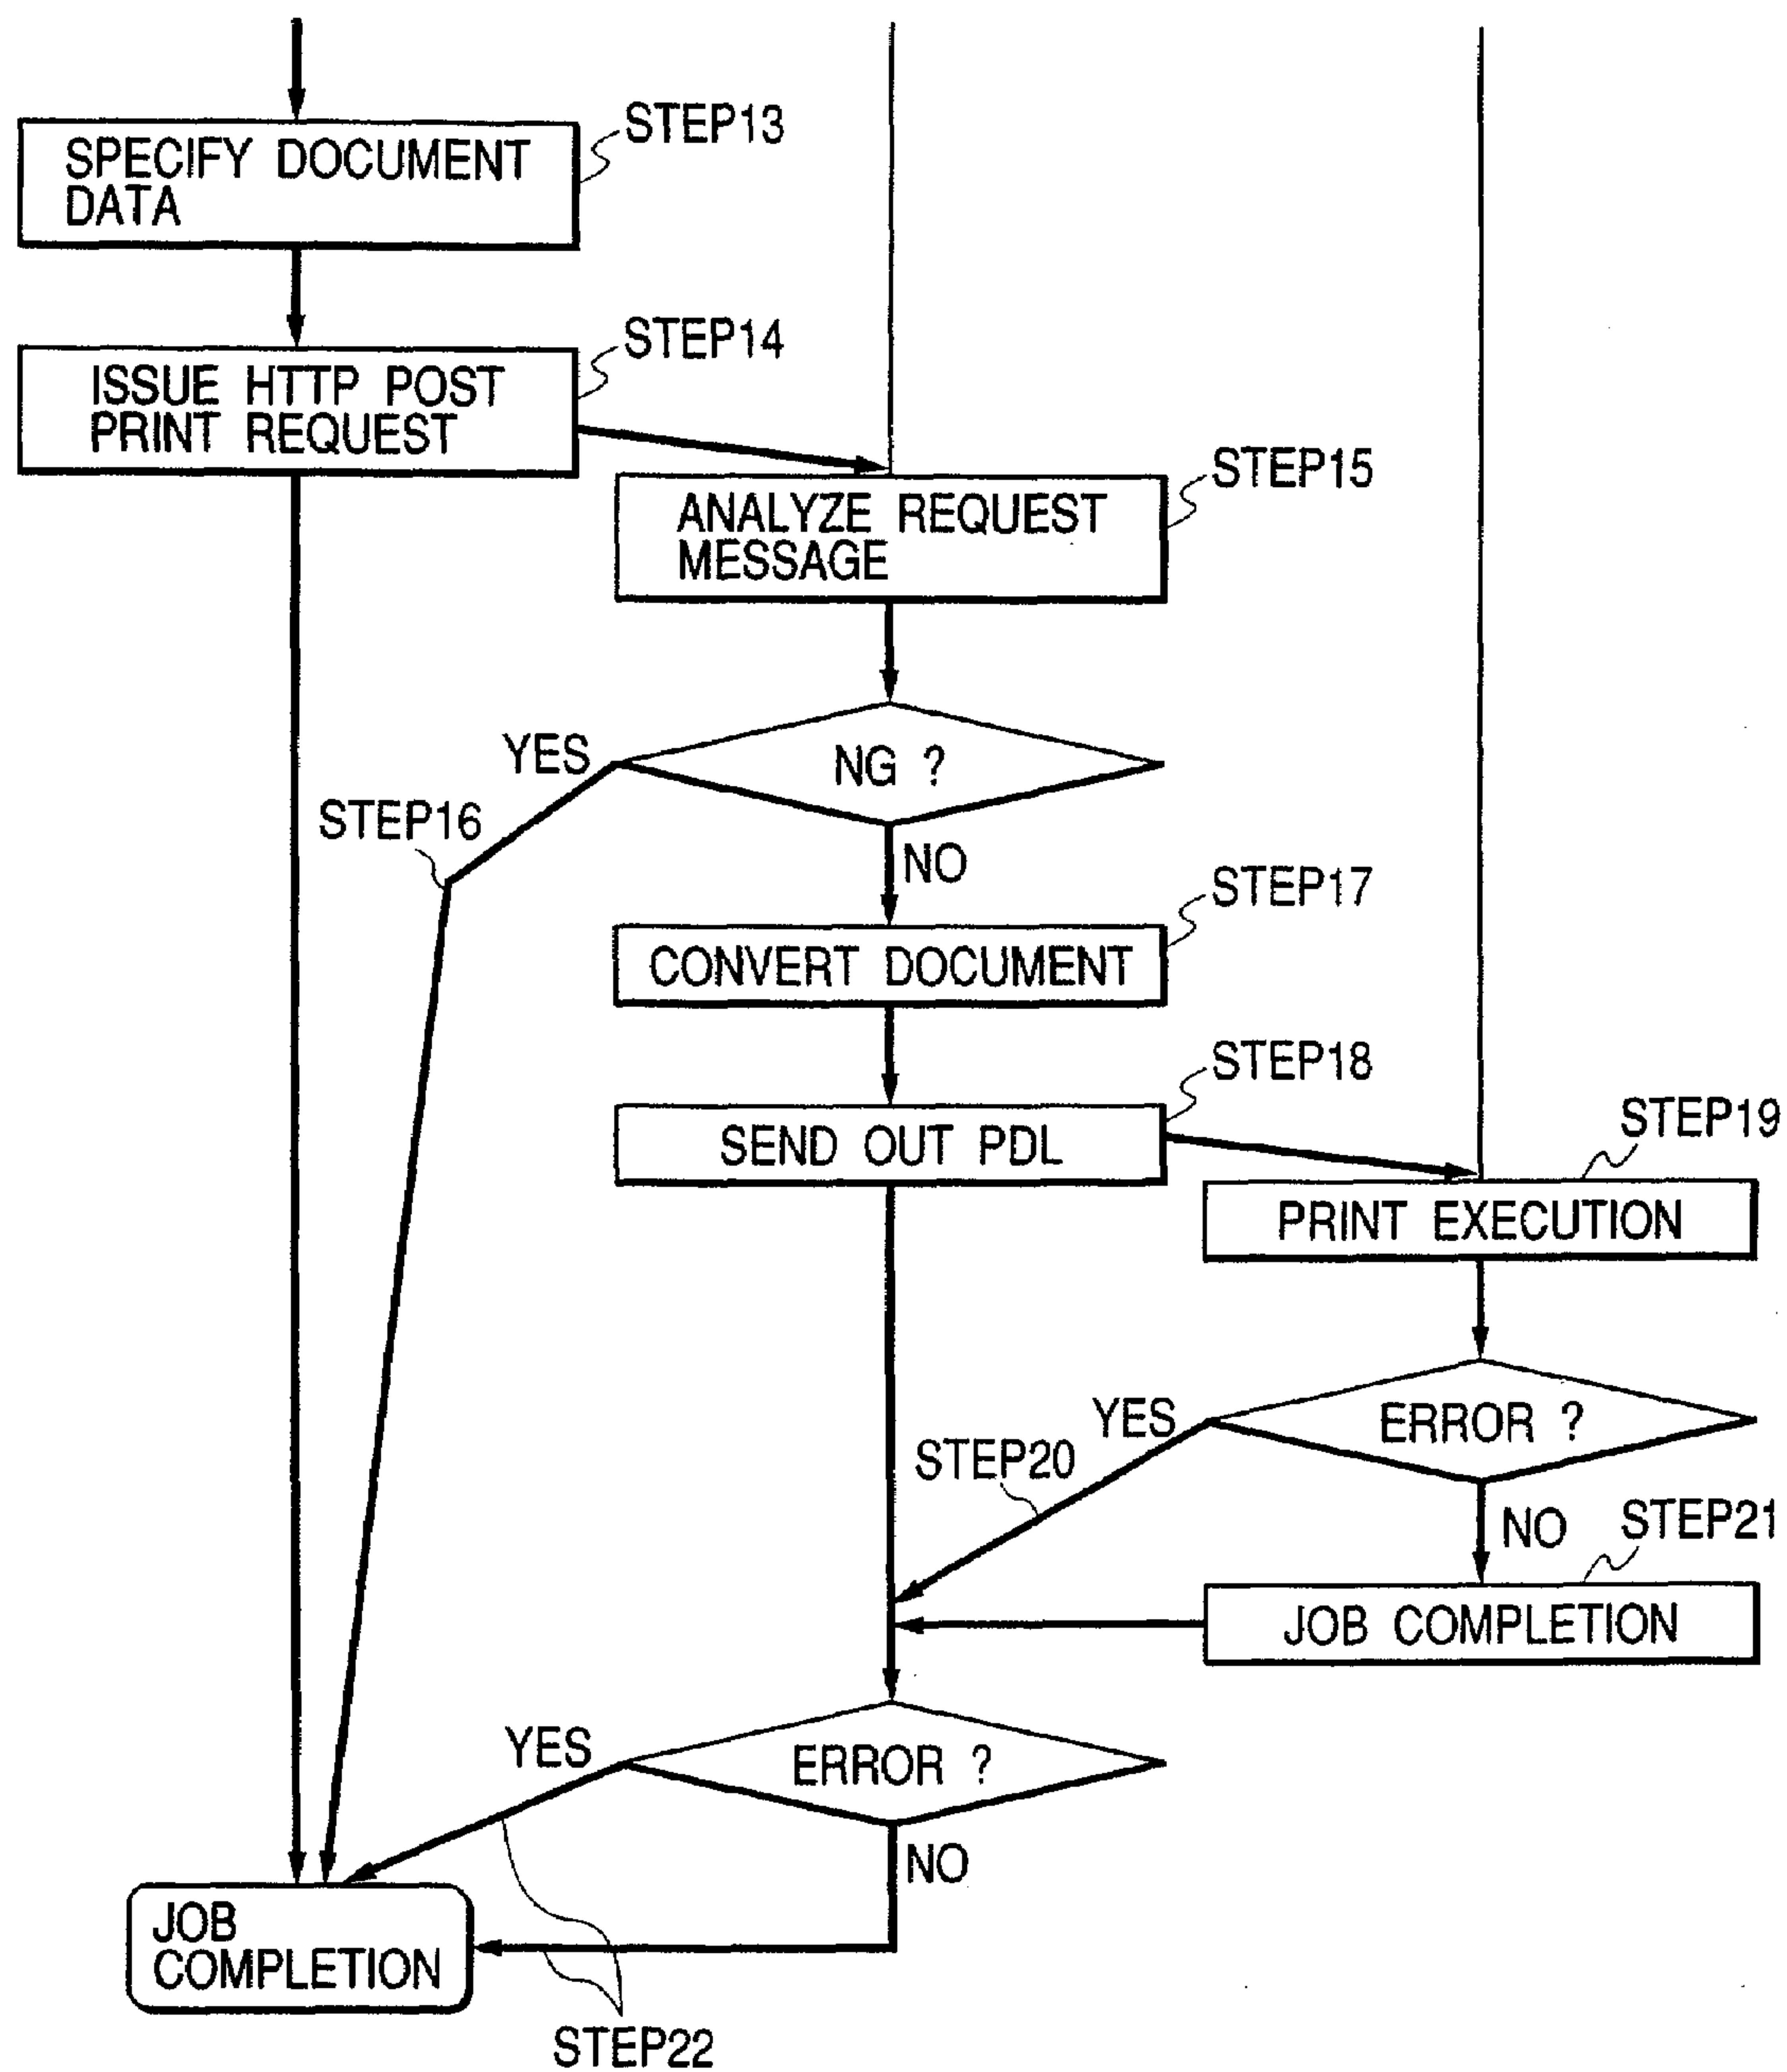 STEP13
SPECIFY DOCUMENT
DATA
STEP14
ISSUE HTTP POST
PRINT REQUEST
STEP15
ANALYZE REQUEST
MESSAGE
YES
NG ?
STEP16
NO
STEP17
CONVERT DOCUMENT
STEP18
SEND OUT PDL
STEP19
PRINT EXECUTION
YES
ERROR ?
STEP20
NO
STEP21
JOB COMPLETION
YES
ERROR ?
NO
JOB
COMPLETION
STEP22